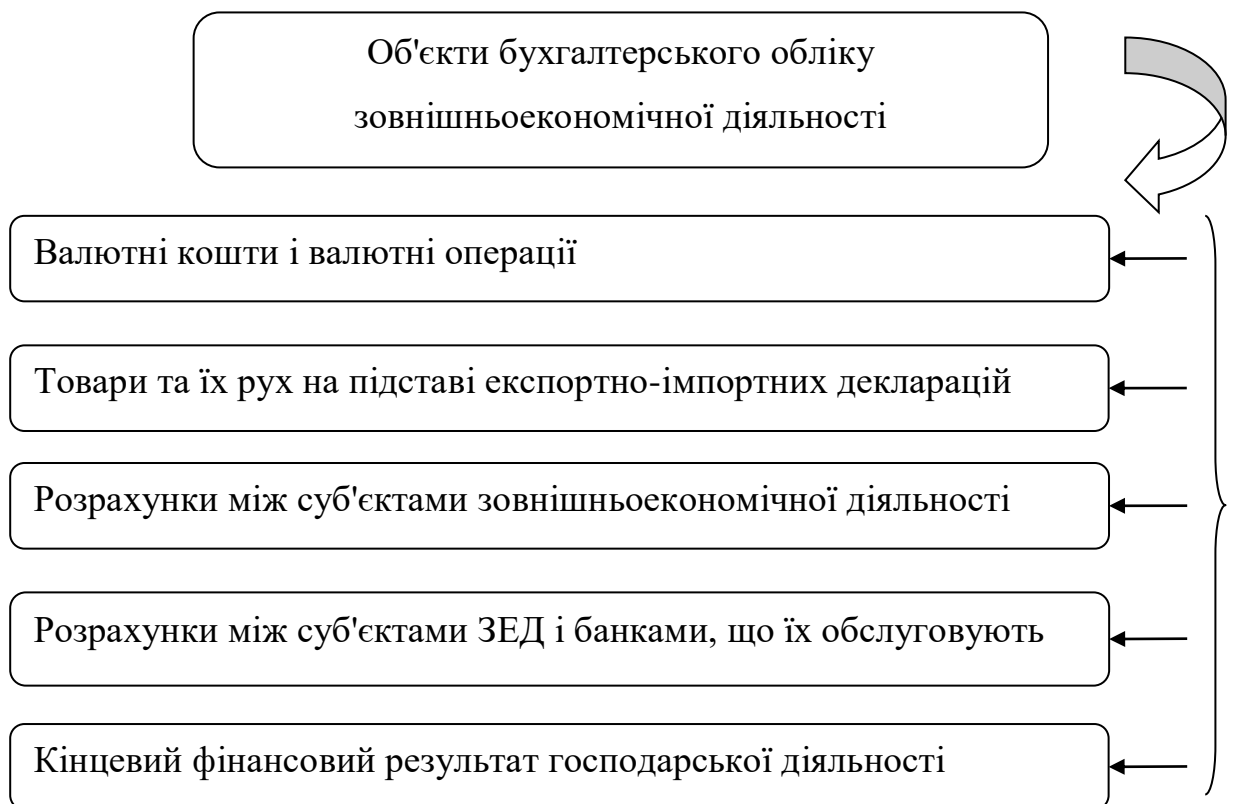 Об'єкти бухгалтерського обліку
зовнішньоекономічної діяльності
Валютні кошти і валютні операції
Товари та їх рух на підставі експортно-імпортних декларацій
Розрахунки між суб'єктами зовнішньоекономічної діяльності
Розрахунки між суб'єктами ЗЕД і банками, що їх обслуговують
Кінцевий фінансовий результат господарської діяльності